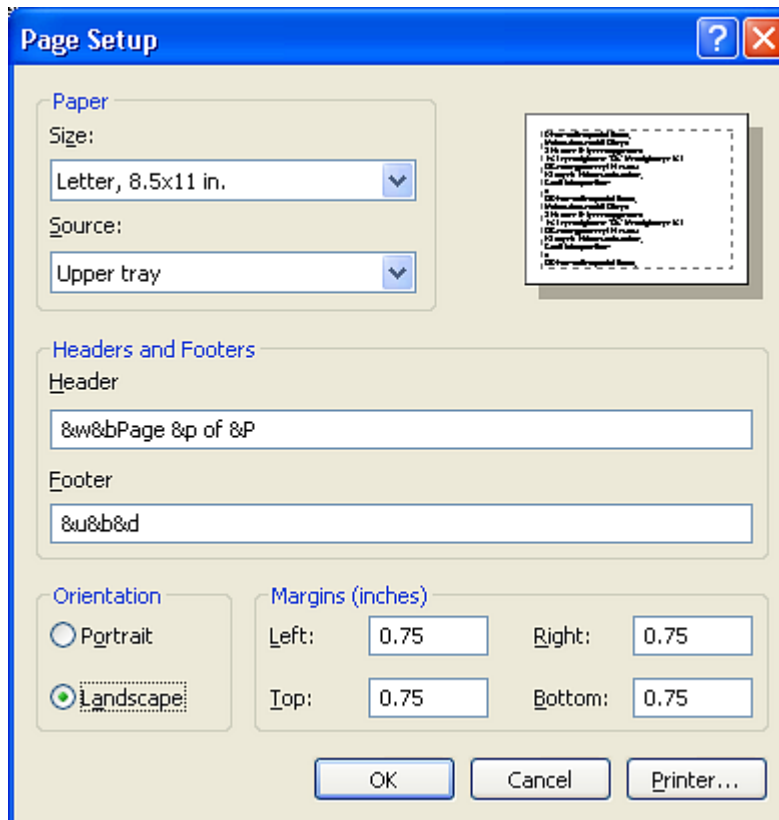 Page Setup
Paper
Size:
Letter, 8.5x11 in.
Source:
Upper tray
Headers and Footers
Header
&w&bPage &p of &P
Footer
&u&b&d
Orientation
Portrait
Landscape
Margins (inches)
Left: 0.75 Right: 0.75
Top: 0.75 Bottom: 0.75
OK Cancel Printer...